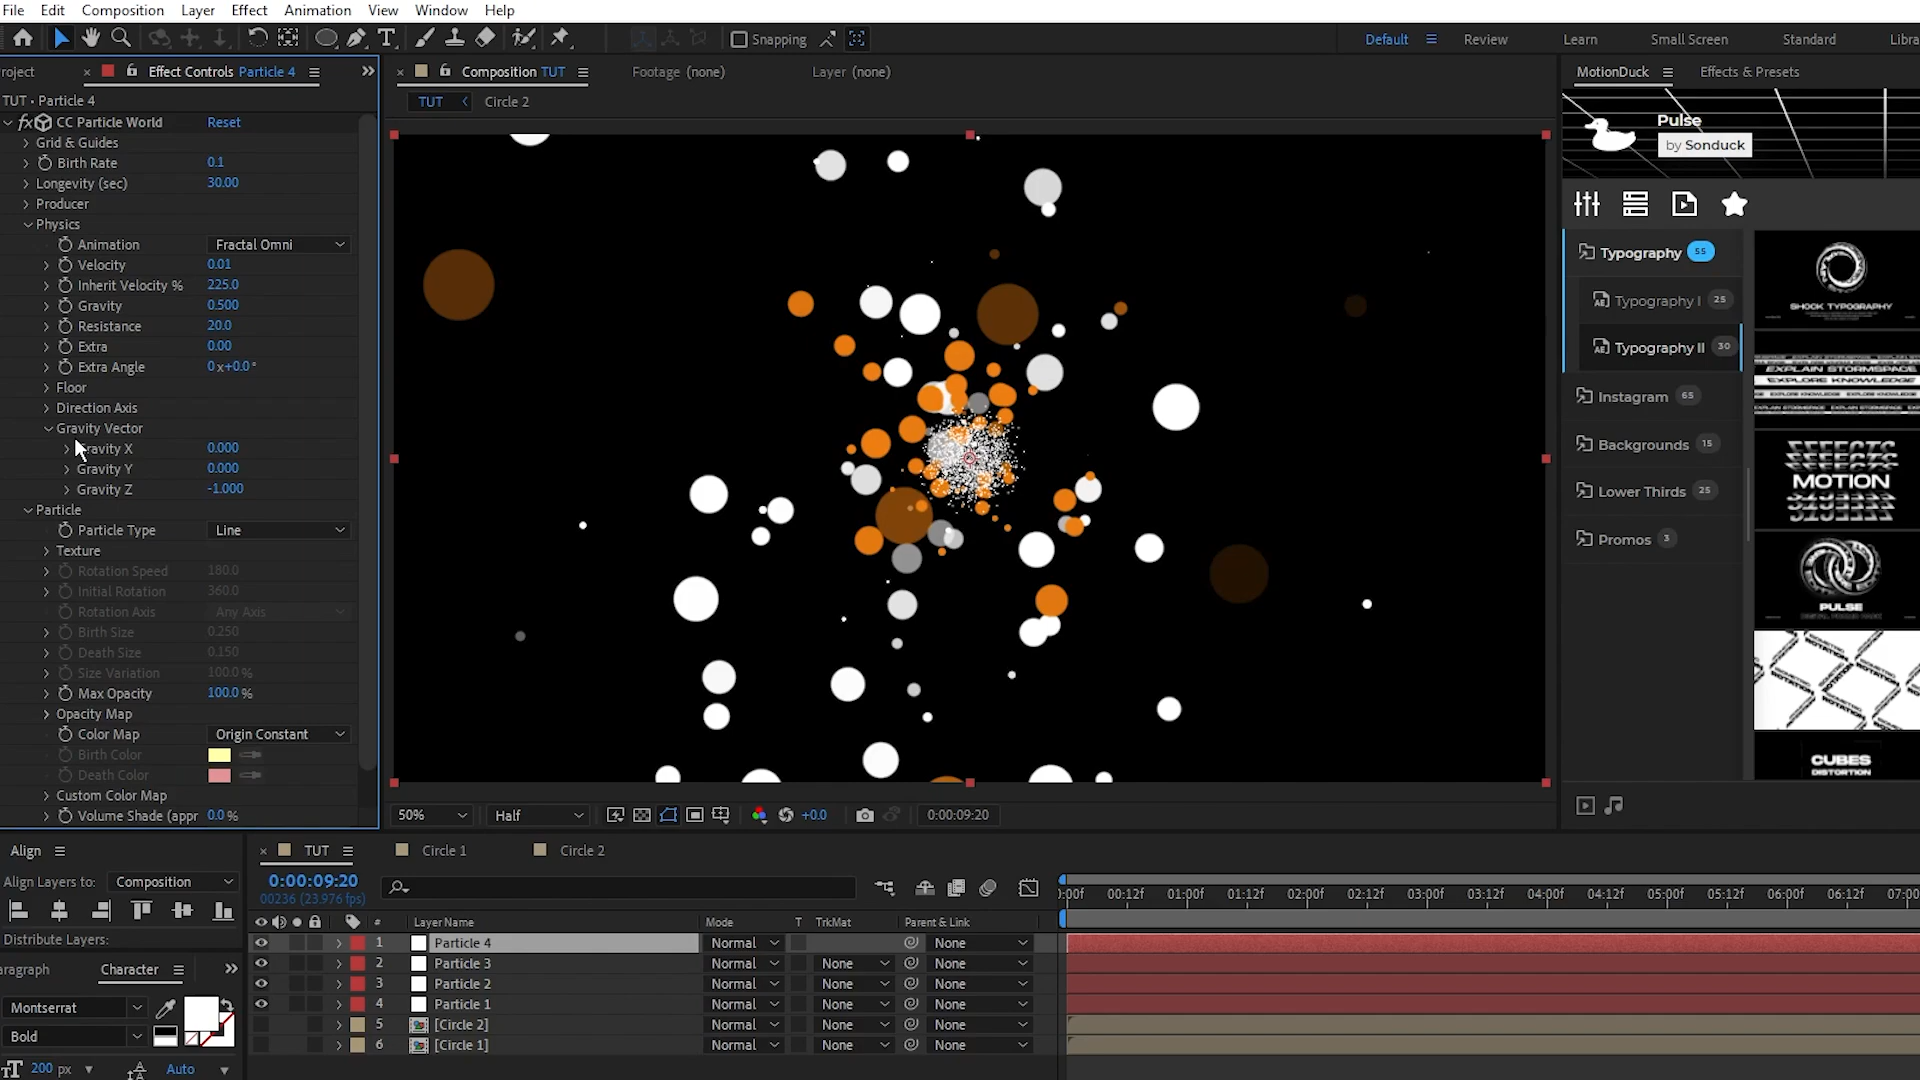 File Edit Composition Layer Effect Animation View Window Help
Snapping Default Review Learn Small Screen Standard Libra
roject Effect Controls Particle 4
Composition TUT Footage (none) Layer (none)
MotionDuck Effects & Presets
TUT • Particle 4
TUT Circle 2
fx CC Particle World Reset
Grid & Guides
Birth Rate 0.1
Longevity (sec) 30.00
Producer
Physics
Animation Fractal Omni
Velocity 0.01
Inherit Velocity % 225.0
Gravity 0.500
Resistance 20.0
Extra 0.00
Extra Angle 0x+0.0°
Floor
Direction Axis
Gravity Vector
Gravity X 0.000
Gravity Y 0.000
Gravity Z -1.000
Particle
Particle Type Line
Texture
Rotation Speed 180.0
Initial Rotation 360.0
Rotation Axis Any Axis
Birth Size 0.250
Death Size 0.150
Size Variation 100.0%
Max Opacity 100.0%
Opacity Map
Color Map Origin Constant
Birth Color
Death Color
Custom Color Map
Volume Shade (appr 0.0%
Pulse
by Sonduck
Typography 55
Typography I 25
Typography II 30
Instagram 65
Backgrounds 15
Lower Thirds 25
Promos 3
SHOCK TYPOGRAPHY
EXPLAIN STORMSPACE
EXPLORE KNOWLEDGE
EXPLAIN STORMSPACE
EFFECTS
MOTION
PULSE
CUBES
DISTORTION
50% Half +0.0 0:00:09:20
Align
Align Layers to: Composition
Distribute Layers:
aragraph Character
Montserrat
Bold
200 px Auto
TUT Circle 1 Circle 2
0:00:09:20
00236 (23.976 fps)
:00f 00:12f 01:00f 01:12f 02:00f 02:12f 03:00f 03:12f 04:00f 04:12f 05:00f 05:12f 06:00f 06:12f 07:00
# Layer Name Mode T TrkMat Parent & Link
1 Particle 4 Normal None
2 Particle 3 Normal None None
3 Particle 2 Normal None None
4 Particle 1 Normal None None
5 [Circle 2] Normal None None
6 [Circle 1] Normal None None